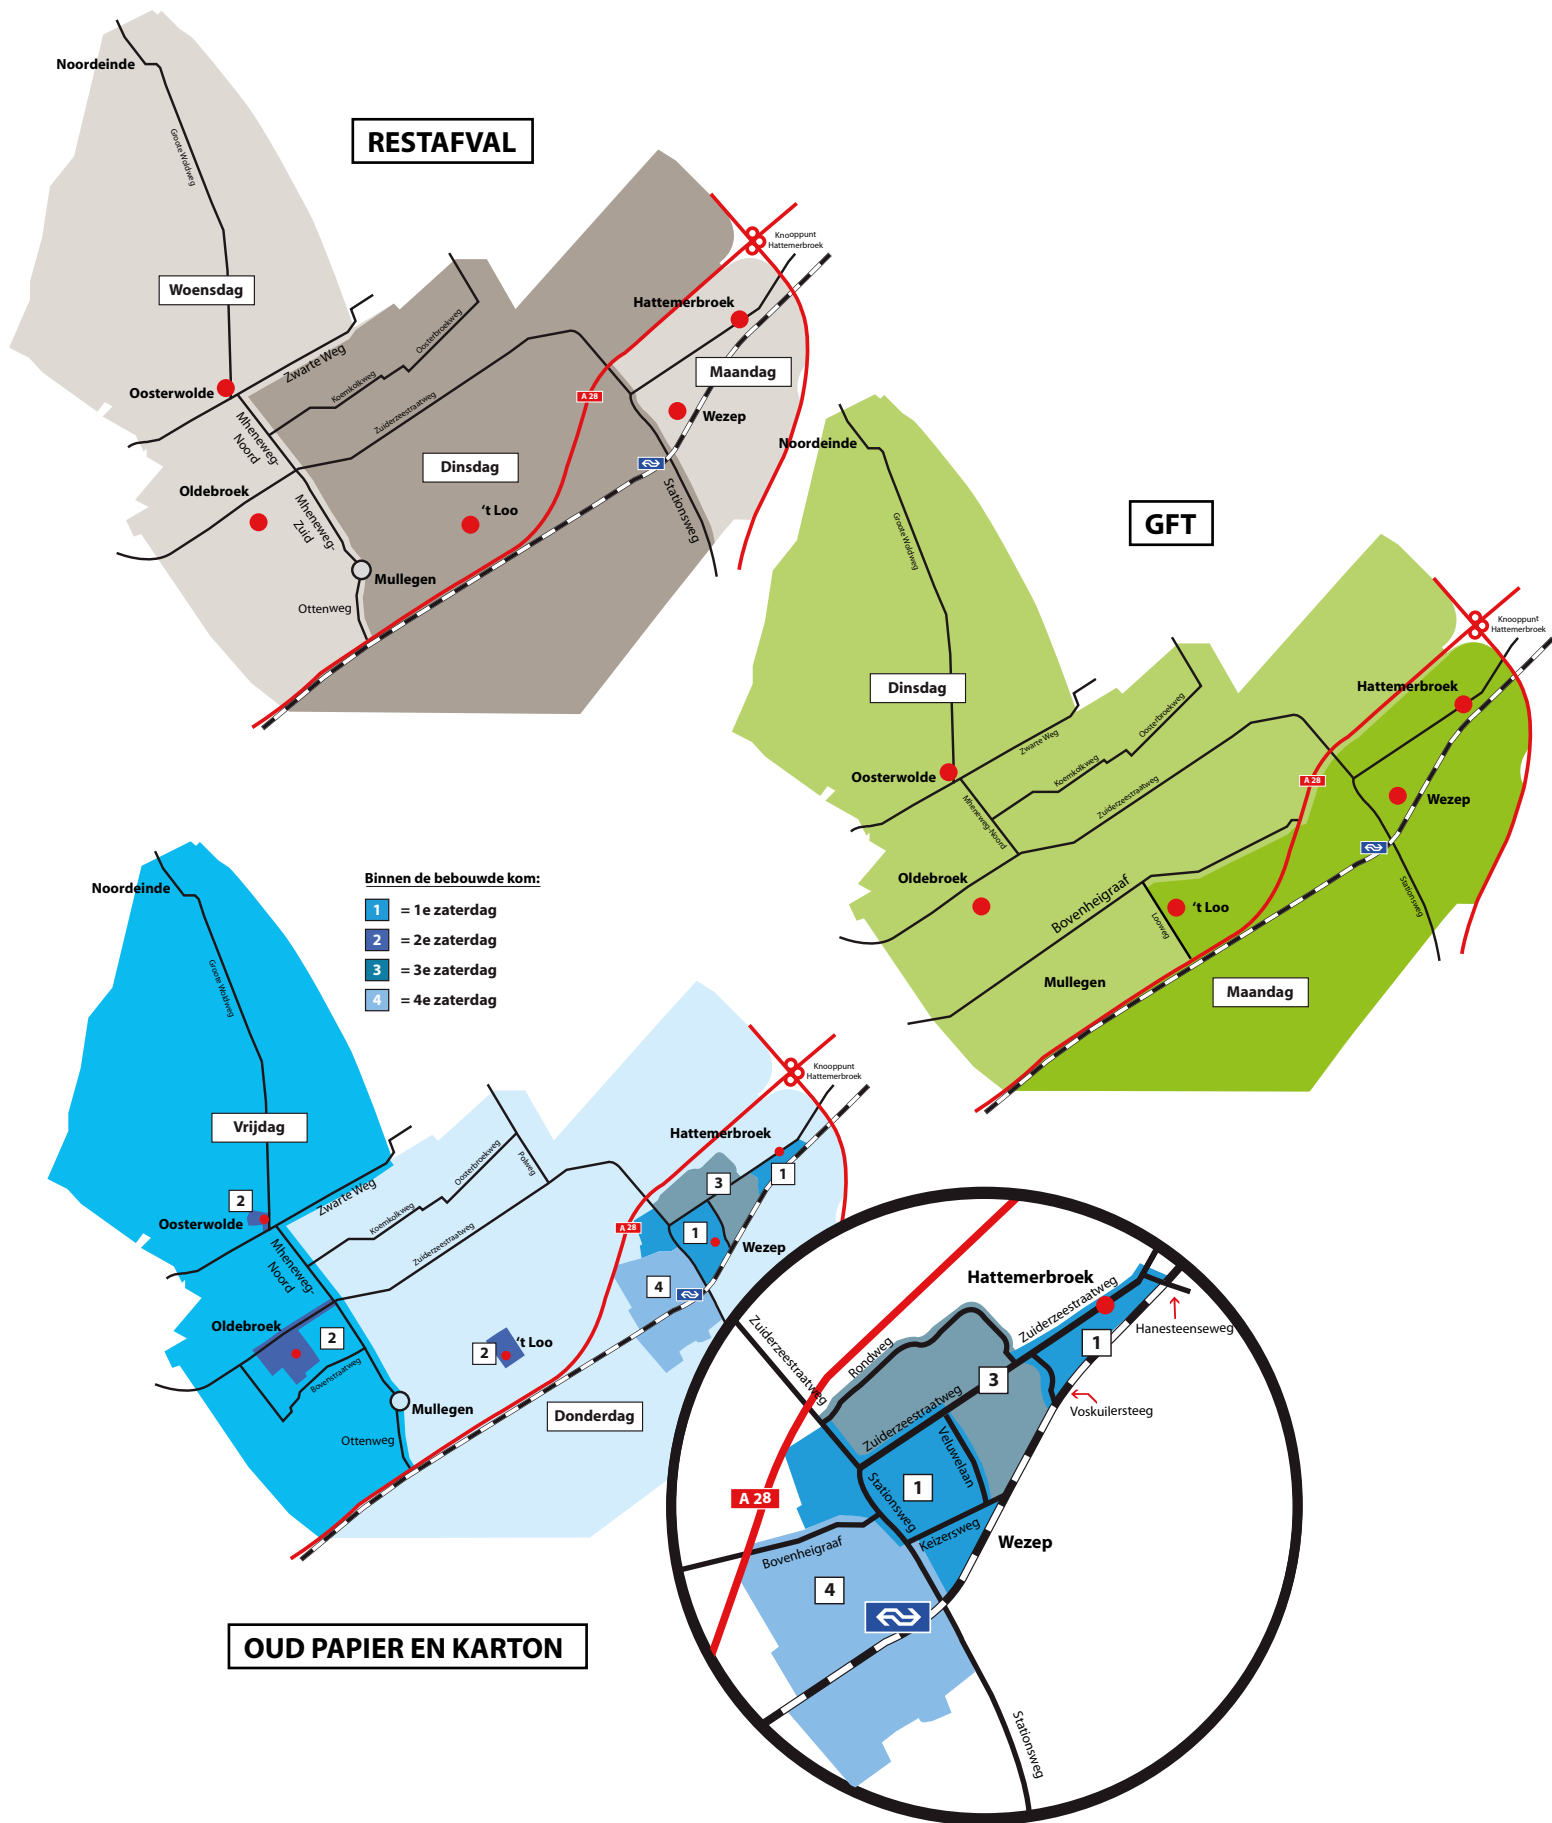 RESTAFVAL
Noordeinde
Groote Woldweg
Woensdag
Knooppunt
Hattemerbroek
Hattemerbroek
Oosterbroekweg
Zwarte Weg
Koemkolkweg
Maandag
Oosterwolde
A 28
Zuiderzeestraatweg
Wezep
Mheneweg-
Noord
Dinsdag
Oldebroek
Mheneweg-
Zuid
't Loo
Stationsweg
Mullegen
Ottenweg
GFT
Noordeinde
Groote Woldweg
Knooppunt
Hattemerbroek
Dinsdag
Hattemerbroek
Oosterbroekweg
Zwarte Weg
Koemkolkweg
Oosterwolde
A 28
Zuiderzeestraatweg
Wezep
Mheneweg-Noord
Oldebroek
Bovenheigraaf
Looweg
't Loo
Stationsweg
Mullegen
Maandag
Binnen de bebouwde kom:
1 = 1e zaterdag
2 = 2e zaterdag
3 = 3e zaterdag
4 = 4e zaterdag
Noordeinde
Groote Woldweg
Knooppunt
Hattemerbroek
Vrijdag
Hattemerbroek
Oosterbroekweg
Polweg
1
3
2
Zwarte Weg
Koemkolkweg
Oosterwolde
A 28
Zuiderzeestraatweg
1
Wezep
Mheneweg-
Noord
4
Oldebroek
2
2
't Loo
Bovenstraatweg
Mullegen
Donderdag
Ottenweg
OUD PAPIER EN KARTON
Hattemerbroek
Zuiderzeestraatweg
Hanesteenseweg
Zuiderzeestraatweg
Rondweg
1
3
Voskuilersteeg
Zuiderzeestraatweg
Veluwelaan
A 28
1
Stationsweg
Keizersweg
Wezep
Bovenheigraaf
4
Stationsweg